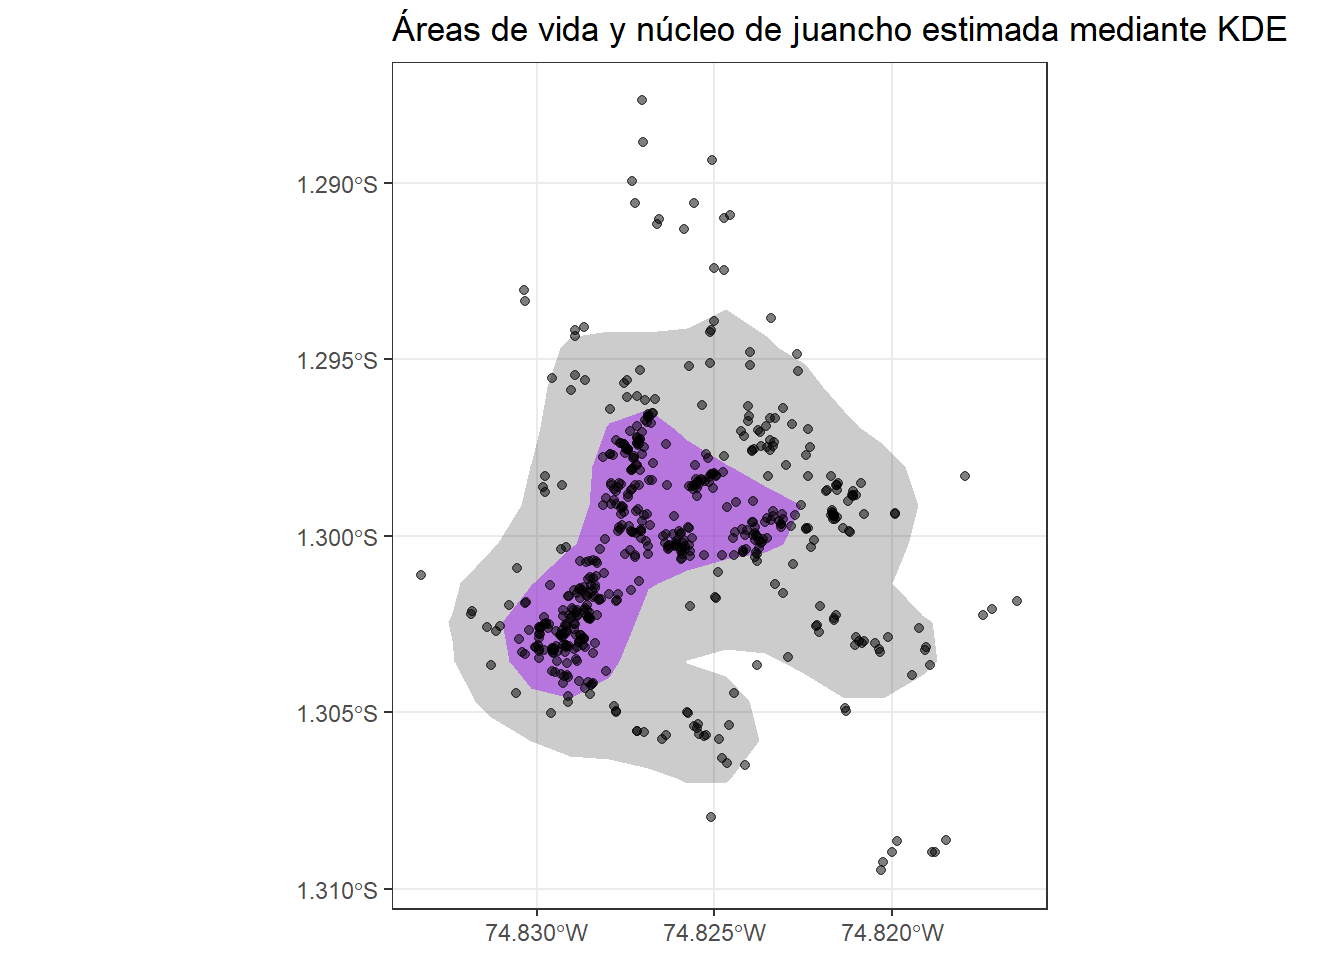 Áreas de vida y núcleo de juancho estimada mediante KDE
1.290°S
1.295°S
1.300°S
1.305°S
1.310°S
74.830°W 74.825°W 74.820°W